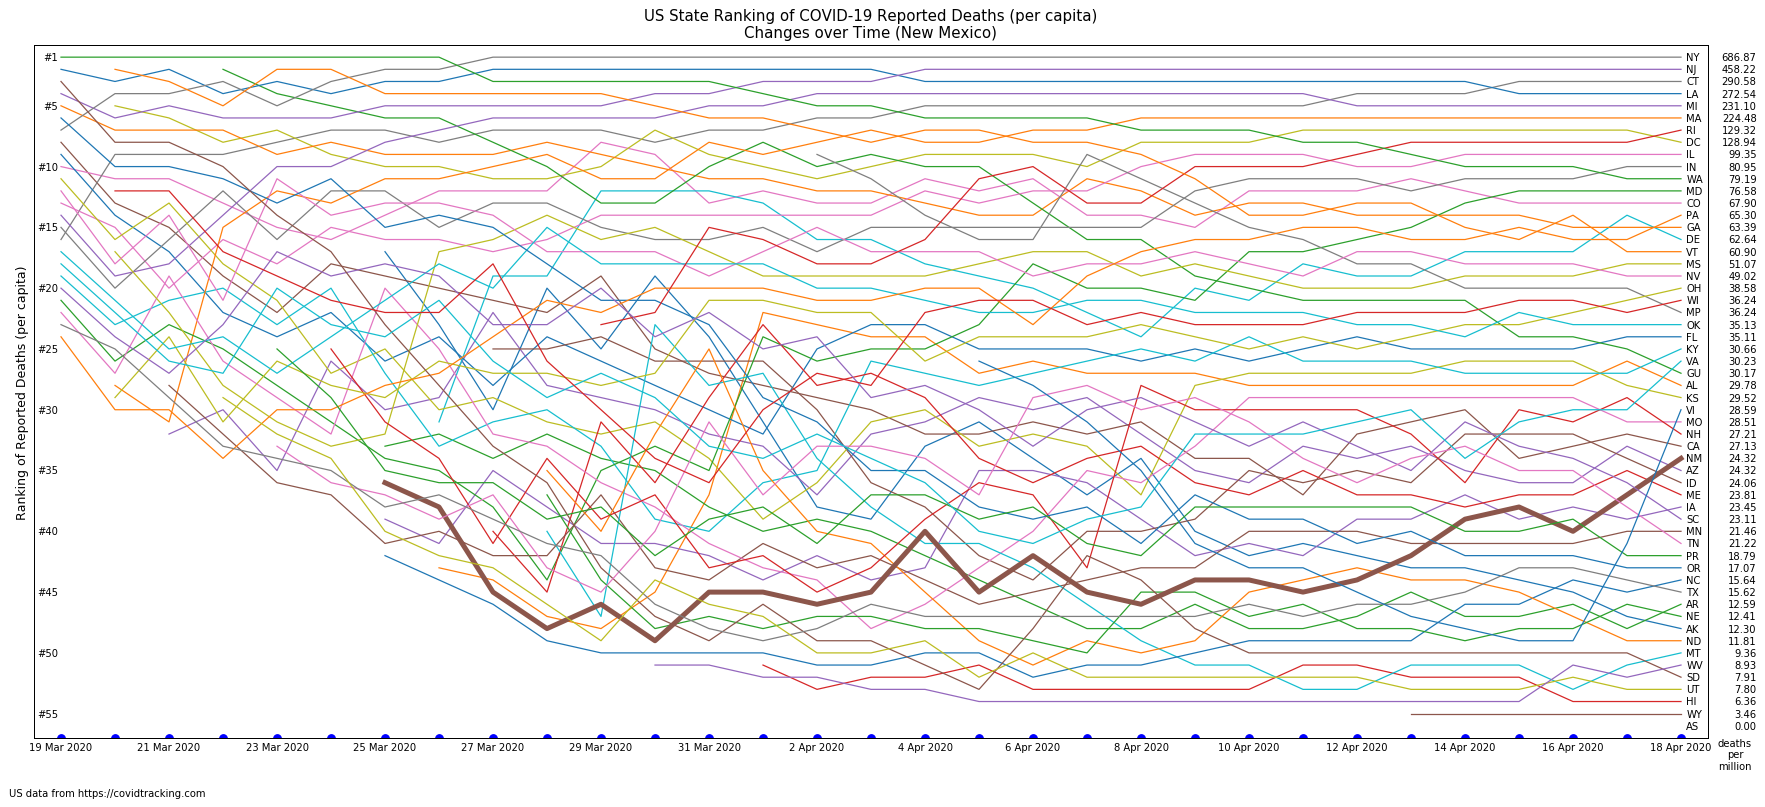 US State Ranking of COVID-19 Reported Deaths (per capita)
Changes over Time (New Mexico)
Ranking of Reported Deaths (per capita)
#1
#5
#10
#15
#20
#25
#30
#35
#40
#45
#50
#55
NY 686.87
NJ 458.22
CT 290.58
LA 272.54
MI 231.10
MA 224.48
RI 129.32
DC 128.94
IL 99.35
IN 80.95
WA 79.19
MD 76.58
CO 67.90
PA 65.30
GA 63.39
DE 62.64
VT 60.90
MS 51.07
NV 49.02
OH 38.58
WI 36.24
MP 36.24
OK 35.13
FL 35.11
KY 30.66
VA 30.23
GU 30.17
AL 29.78
KS 29.52
VI 28.59
MO 28.51
NH 27.21
CA 27.13
NM 24.32
AZ 24.32
ID 24.06
ME 23.81
IA 23.45
SC 23.11
MN 21.46
TN 21.22
PR 18.79
OR 17.07
NC 15.64
TX 15.62
AR 12.59
NE 12.41
AK 12.30
ND 11.81
MT 9.36
WV 8.93
SD 7.91
UT 7.80
HI 6.36
WY 3.46
AS 0.00
19 Mar 2020 21 Mar 2020 23 Mar 2020 25 Mar 2020 27 Mar 2020 29 Mar 2020 31 Mar 2020 2 Apr 2020 4 Apr 2020 6 Apr 2020 8 Apr 2020 10 Apr 2020 12 Apr 2020 14 Apr 2020 16 Apr 2020 18 Apr 2020
deaths
per
million
US data from https://covidtracking.com